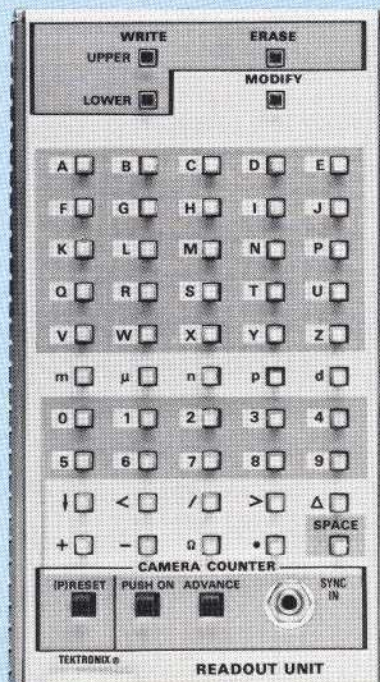 WRITE ERASE
UPPER
MODIFY
LOWER
A B C D E
F G H I J
K L M N P
Q R S T U
V W X Y Z
m μ n p d
0 1 2 3 4
5 6 7 8 9
↓ < / > Δ
SPACE
+ - Ω •
CAMERA COUNTER
(P)RESET PUSH ON ADVANCE SYNC
IN
TEKTRONIX ®
READOUT UNIT